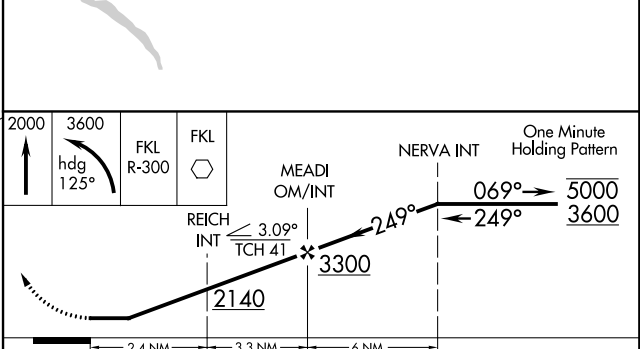 2000
3600
hdg
125°
FKL
R-300
FKL
One Minute
Holding Pattern
NERVA INT
MEADI
OM/INT
069°
5000
249°
3600
249°
REICH
INT
3.09°
TCH 41
3300
2140
2.4 NM
3.3 NM
6 NM